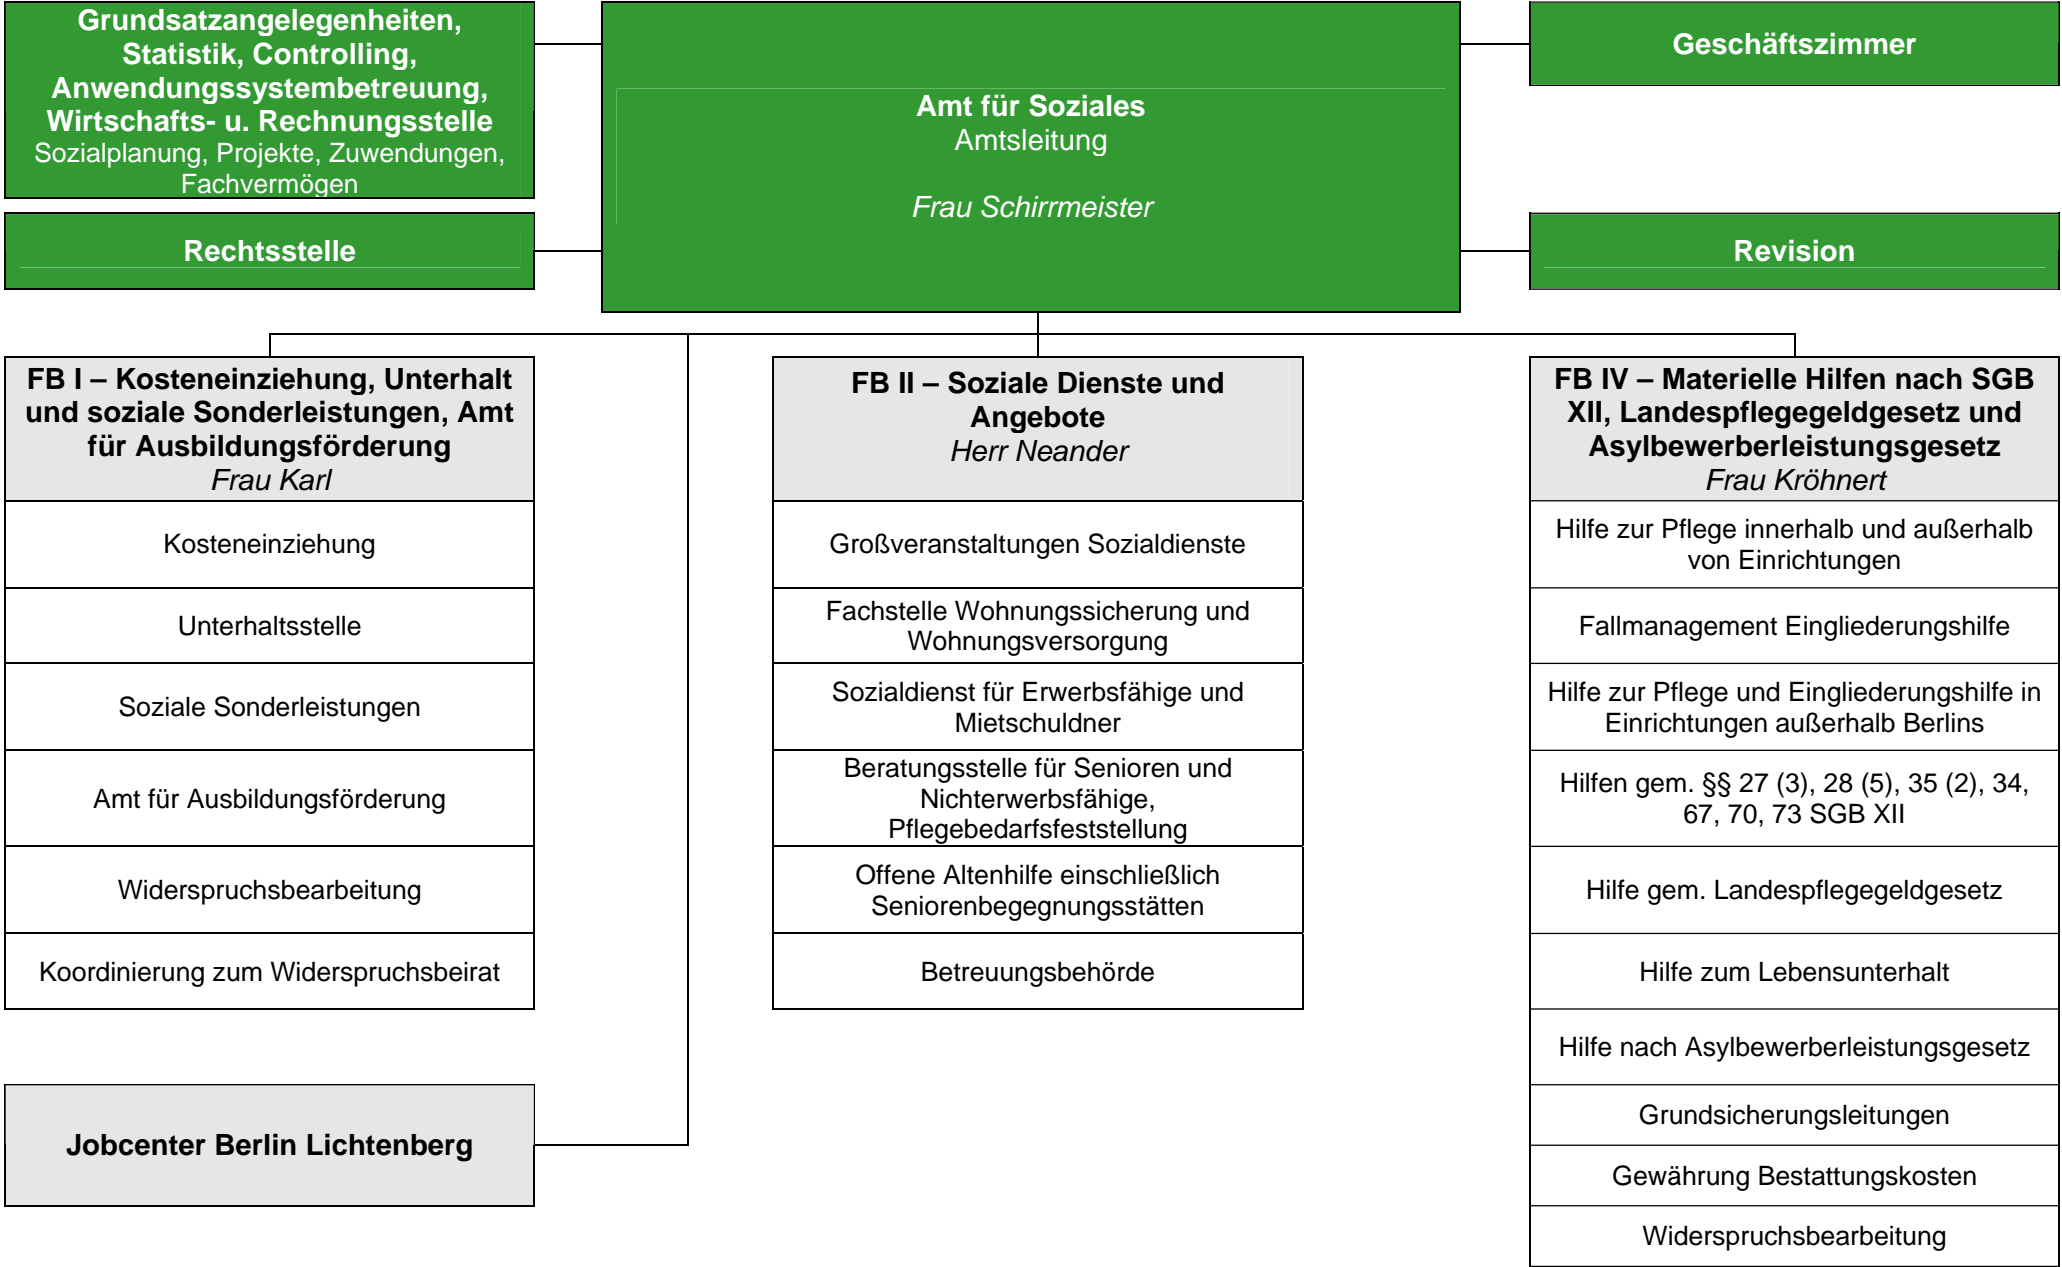 Grundsatzangelegenheiten,
Statistik, Controlling,
Anwendungssystembetreuung,
Wirtschafts- u. Rechnungsstelle
Sozialplanung, Projekte, Zuwendungen,
Fachvermögen
Amt für Soziales
Amtsleitung
Frau Schirrmeister
Geschäftszimmer
Rechtsstelle
Revision
FB I – Kosteneinziehung, Unterhalt
und soziale Sonderleistungen, Amt
für Ausbildungsförderung
Frau Karl
Kosteneinziehung
Unterhaltsstelle
Soziale Sonderleistungen
Amt für Ausbildungsförderung
Widerspruchsbearbeitung
Koordinierung zum Widerspruchsbeirat
Jobcenter Berlin Lichtenberg
FB II – Soziale Dienste und
Angebote
Herr Neander
Großveranstaltungen Sozialdienste
Fachstelle Wohnungssicherung und
Wohnungsversorgung
Sozialdienst für Erwerbsfähige und
Mietschuldner
Beratungsstelle für Senioren und
Nichterwerbsfähige,
Pflegebedarfsfeststellung
Offene Altenhilfe einschließlich
Seniorenbegegnungsstätten
Betreuungsbehörde
FB IV – Materielle Hilfen nach SGB
XII, Landespflegegeldgesetz und
Asylbewerberleistungsgesetz
Frau Kröhnert
Hilfe zur Pflege innerhalb und außerhalb
von Einrichtungen
Fallmanagement Eingliederungshilfe
Hilfe zur Pflege und Eingliederungshilfe in
Einrichtungen außerhalb Berlins
Hilfen gem. §§ 27 (3), 28 (5), 35 (2), 34,
67, 70, 73 SGB XII
Hilfe gem. Landespflegegeldgesetz
Hilfe zum Lebensunterhalt
Hilfe nach Asylbewerberleistungsgesetz
Grundsicherungsleitungen
Gewährung Bestattungskosten
Widerspruchsbearbeitung